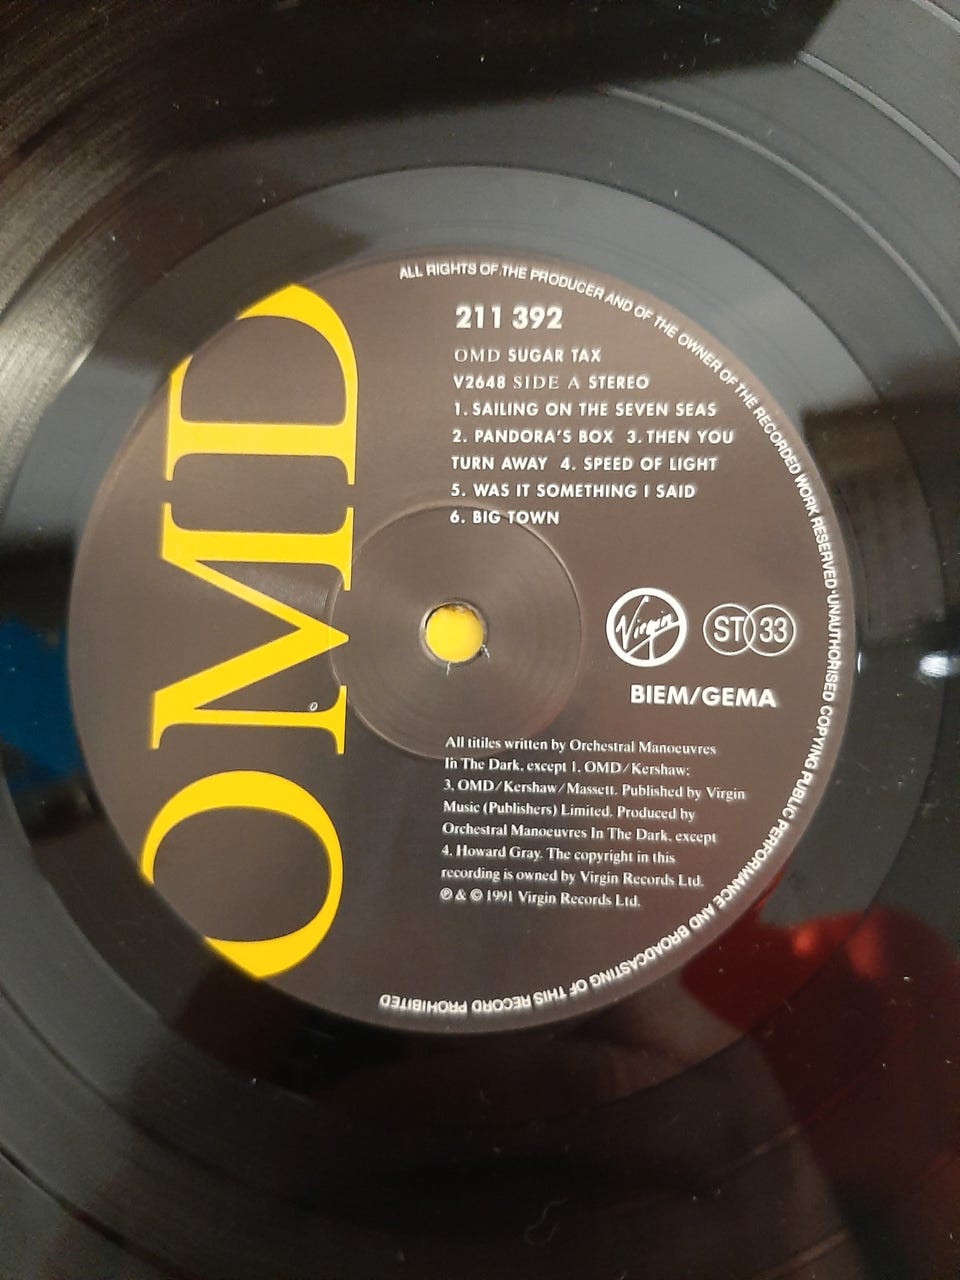 OMD
ALL RIGHTS OF THE PRODUCER AND OF THE OWNER OF THE RECORDED WORK RESERVED · UNAUTHORISED COPYING PUBLIC PERFORMANCE AND BROADCASTING OF THIS RECORD PROHIBITED
211 392
OMD SUGAR TAX
V2648 SIDE A STEREO
1. SAILING ON THE SEVEN SEAS
2. PANDORA'S BOX 3. THEN YOU
TURN AWAY 4. SPEED OF LIGHT
5. WAS IT SOMETHING I SAID
6. BIG TOWN
Virgin ST 33
BIEM/GEMA
All titiles written by Orchestral Manoeuvres
In The Dark, except 1. OMD/Kershaw;
3. OMD/Kershaw/Massett. Published by Virgin
Music (Publishers) Limited. Produced by
Orchestral Manoeuvres In The Dark, except
4. Howard Gray. The copyright in this
recording is owned by Virgin Records Ltd.
℗ & © 1991 Virgin Records Ltd.